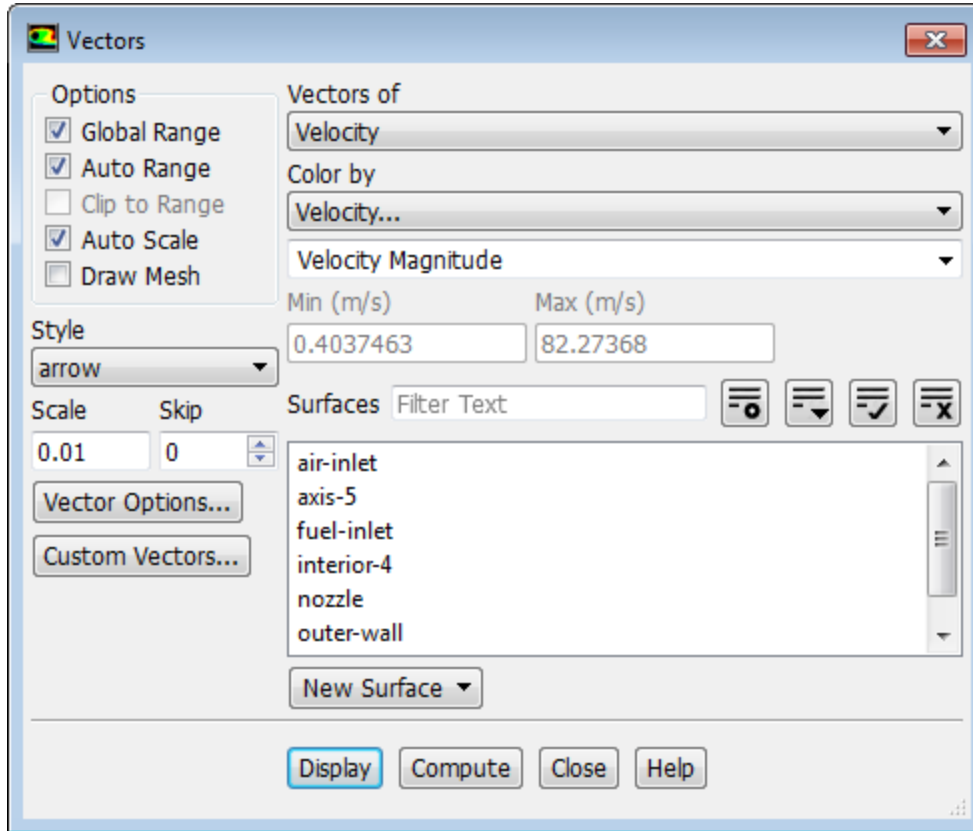 Vectors
Options
Global Range
Auto Range
Clip to Range
Auto Scale
Draw Mesh
Style
arrow
Scale Skip
0.01 0
Vector Options...
Custom Vectors...
Vectors of
Velocity
Color by
Velocity...
Velocity Magnitude
Min (m/s) Max (m/s)
0.4037463 82.27368
Surfaces Filter Text
air-inlet
axis-5
fuel-inlet
interior-4
nozzle
outer-wall
New Surface
Display Compute Close Help